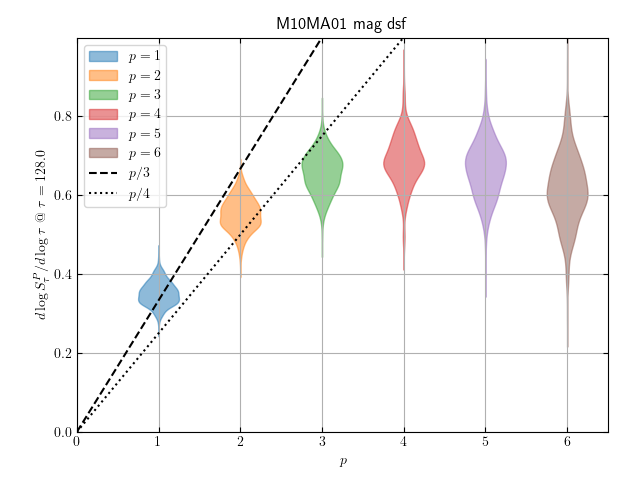 M10MA01 mag dsf
p = 1
p = 2
p = 3
p = 4
p = 5
p = 6
p/3
p/4
d log S_τ^P / d log τ @ τ = 128.0
0.8
0.6
0.4
0.2
0.0
0 1 2 3 4 5 6
p